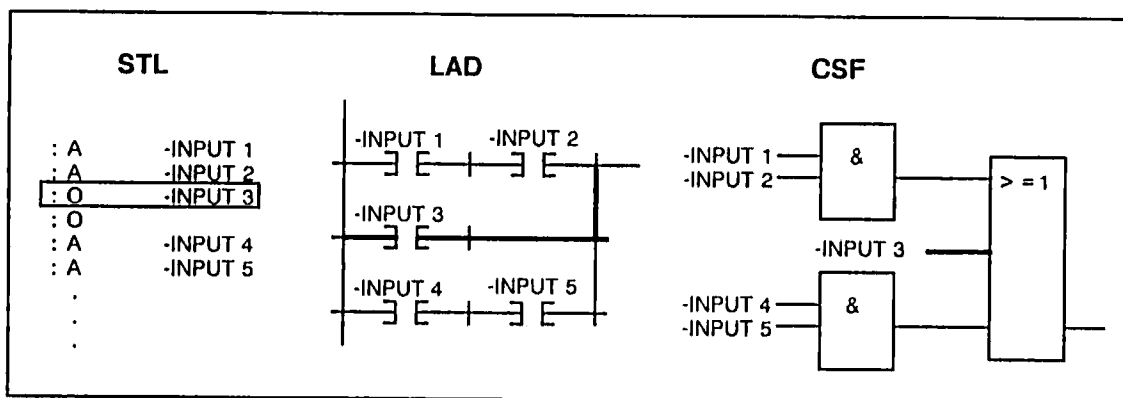 STL
: A -INPUT 1
: A -INPUT 2
: O -INPUT 3
: O
: A -INPUT 4
: A -INPUT 5
.
.
.
LAD
-INPUT 1 -INPUT 2
-INPUT 3
-INPUT 4 -INPUT 5
CSF
-INPUT 1
-INPUT 2
&
> = 1
-INPUT 3
-INPUT 4
-INPUT 5
&